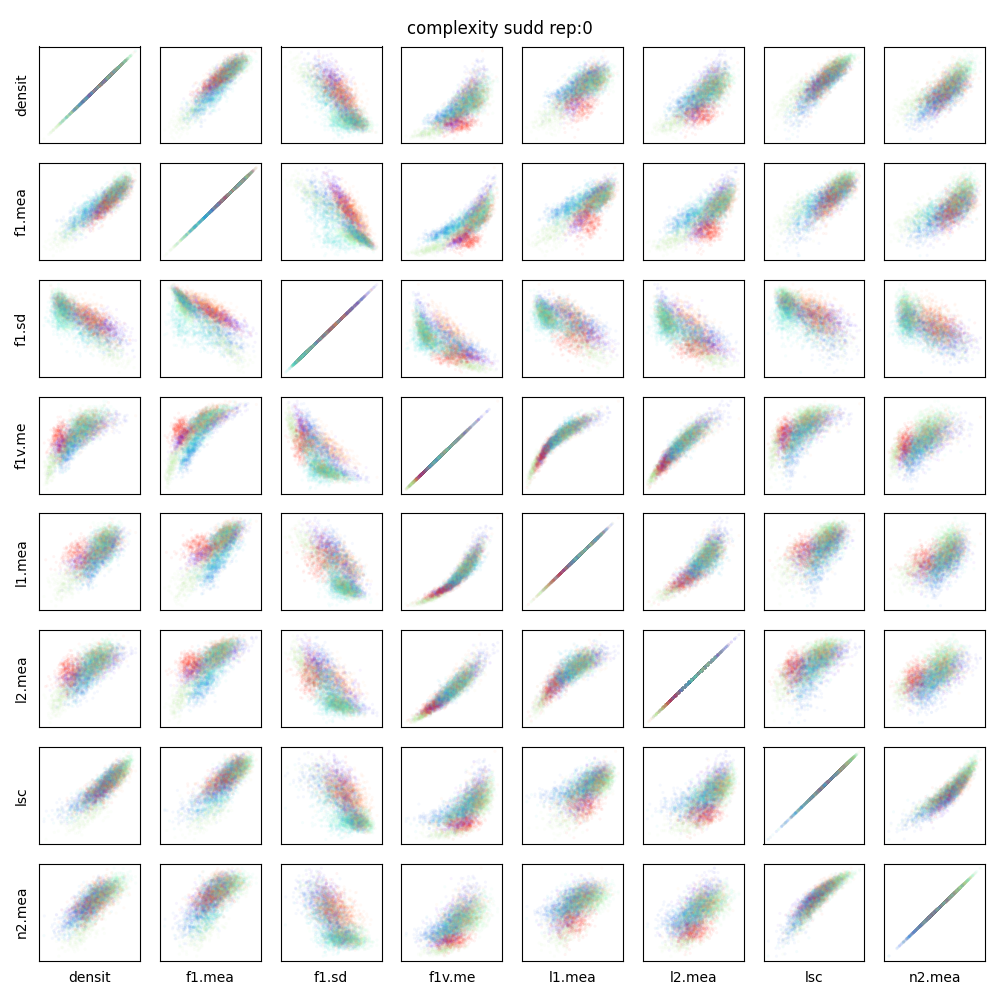 complexity sudd rep:0
densit
f1.mea
f1.sd
f1v.me
l1.mea
l2.mea
lsc
n2.mea
densit
f1.mea
f1.sd
f1v.me
l1.mea
l2.mea
lsc
n2.mea